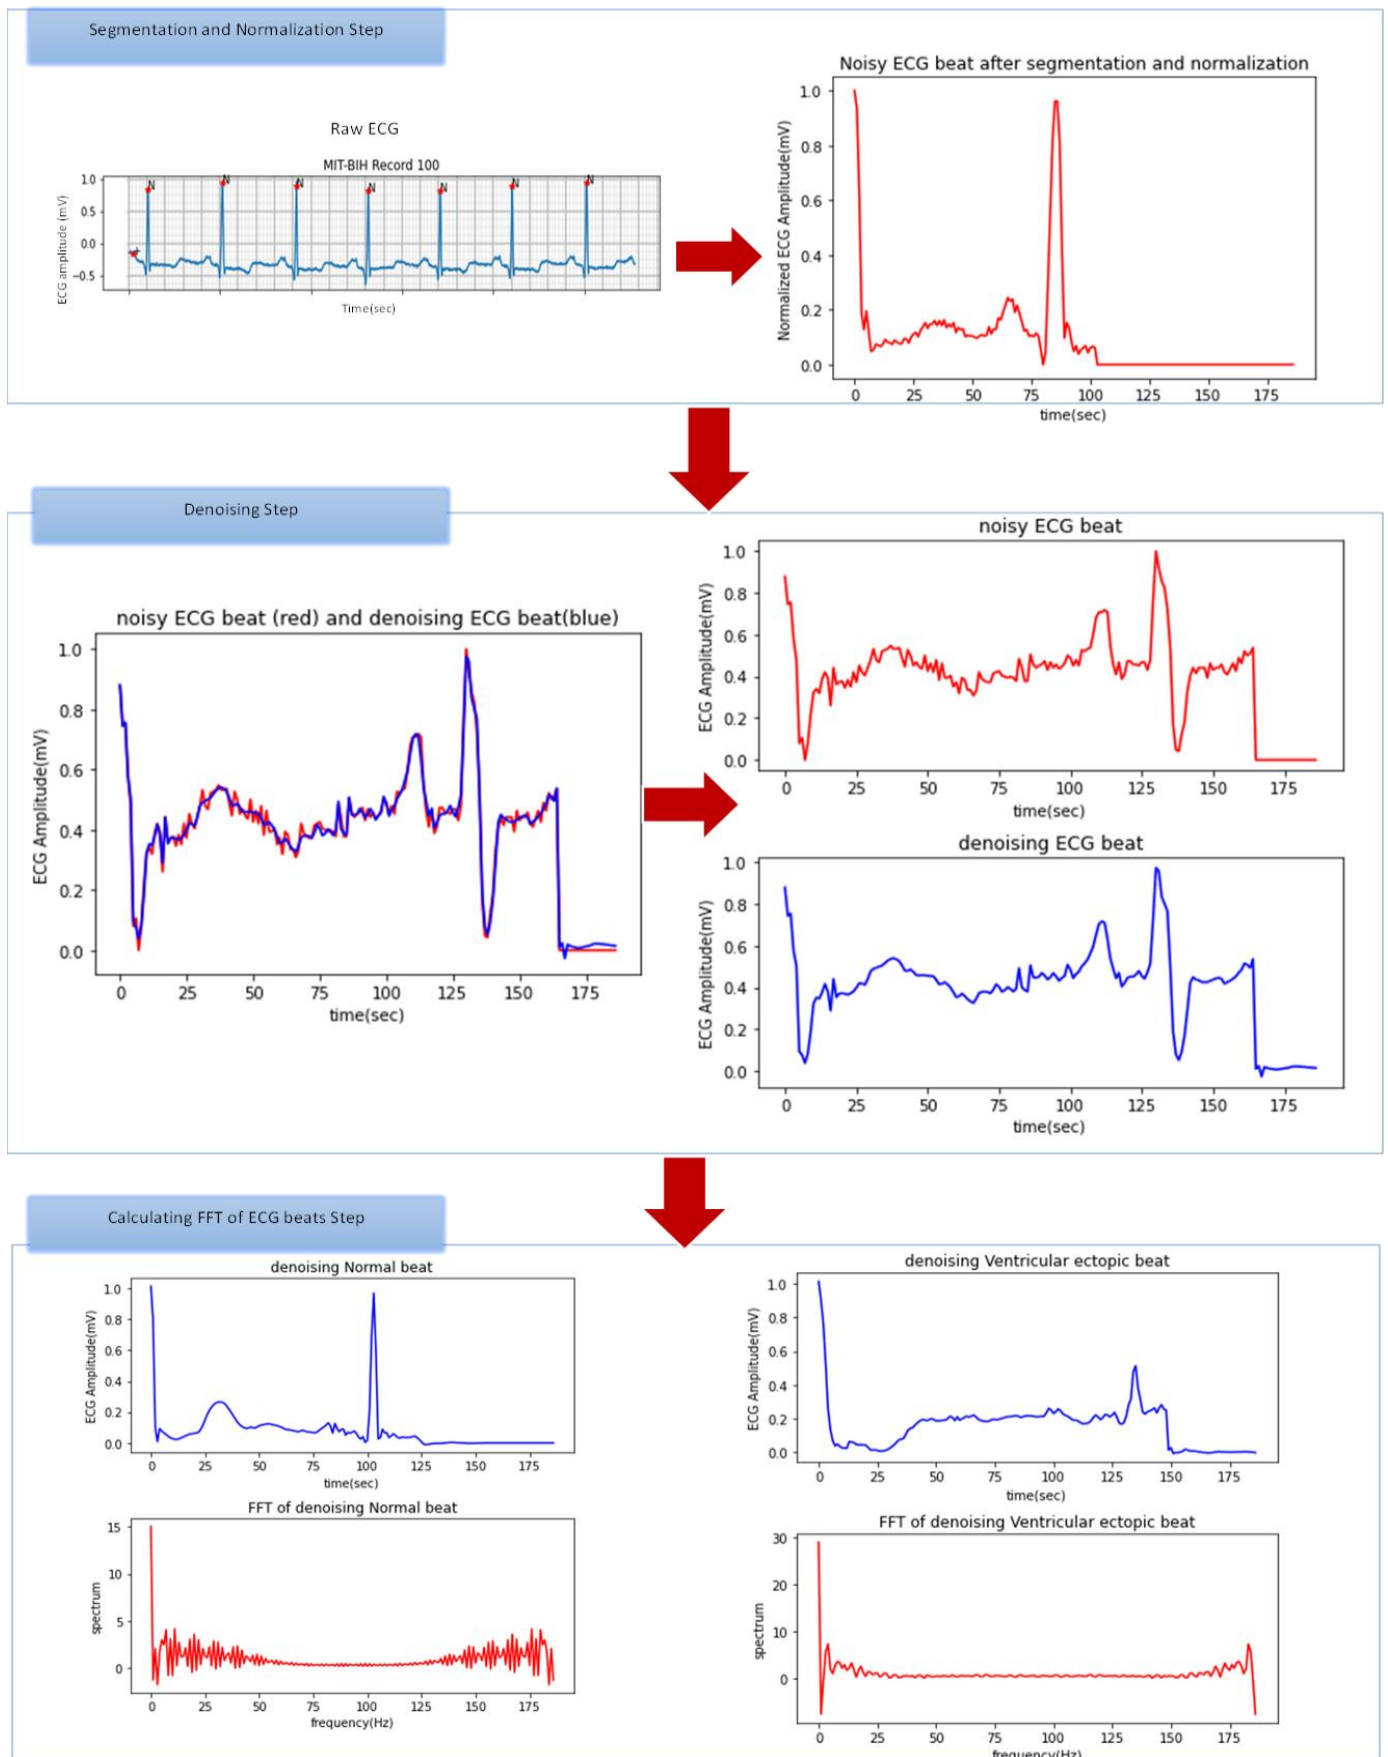 Segmentation and Normalization Step
Raw ECG
MIT-BIH Record 100
ECG amplitude (mV)
1.0
0.5
0.0
−0.5
N N N N N N N
+
Time(sec)
Noisy ECG beat after segmentation and normalization
Normalized ECG Amplitude(mV)
1.0
0.8
0.6
0.4
0.2
0.0
0 25 50 75 100 125 150 175
time(sec)
Denoising Step
noisy ECG beat (red) and denoising ECG beat(blue)
ECG Amplitude(mV)
1.0
0.8
0.6
0.4
0.2
0.0
0 25 50 75 100 125 150 175
time(sec)
noisy ECG beat
ECG Amplitude(mV)
1.0
0.8
0.6
0.4
0.2
0.0
0 25 50 75 100 125 150 175
time(sec)
denoising ECG beat
ECG Amplitude(mV)
1.0
0.8
0.6
0.4
0.2
0.0
0 25 50 75 100 125 150 175
time(sec)
Calculating FFT of ECG beats Step
denoising Normal beat
ECG Amplitude(mV)
1.0
0.8
0.6
0.4
0.2
0.0
0 25 50 75 100 125 150 175
time(sec)
FFT of denoising Normal beat
spectrum
15
10
5
0
0 25 50 75 100 125 150 175
frequency(Hz)
denoising Ventricular ectopic beat
ECG Amplitude(mV)
1.0
0.8
0.6
0.4
0.2
0.0
0 25 50 75 100 125 150 175
time(sec)
FFT of denoising Ventricular ectopic beat
spectrum
30
20
10
0
0 25 50 75 100 125 150 175
frequency(Hz)